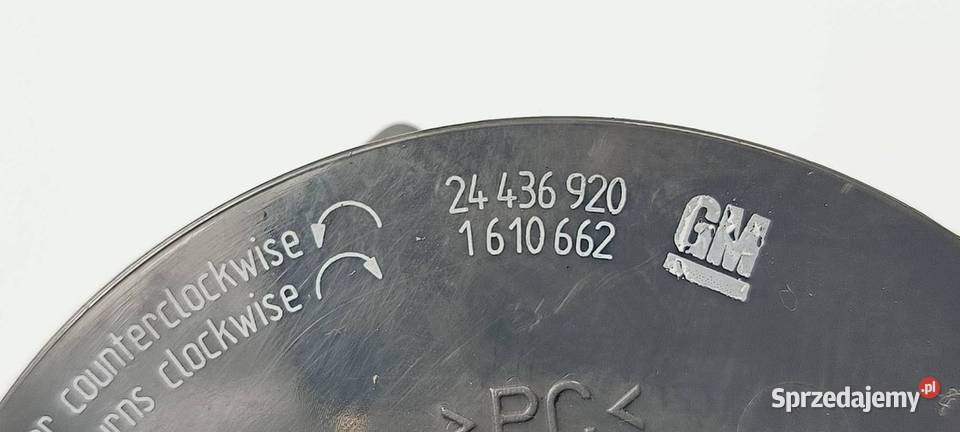 24 436 920
1 610 662
GM
counterclockwise
clockwise
>PC<
Sprzedajemy.pl